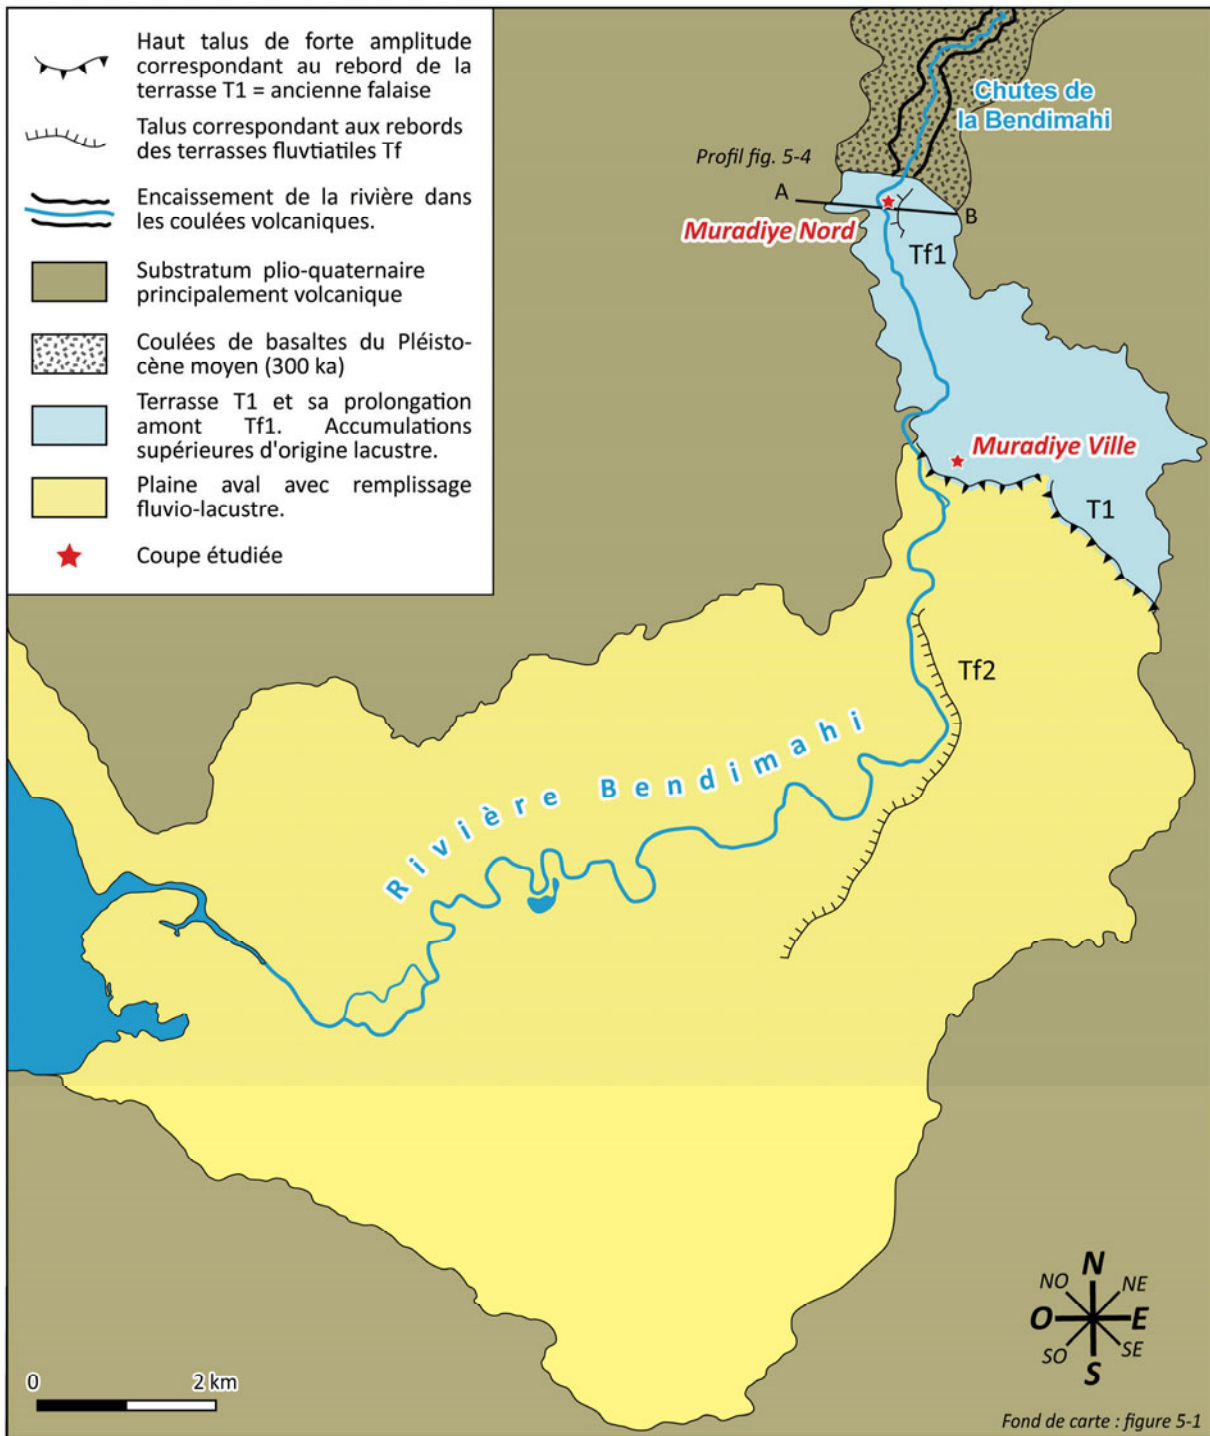 Haut talus de forte amplitude
correspondant au rebord de la
terrasse T1 = ancienne falaise
Talus correspondant aux rebords
des terrasses fluvtiatiles Tf
Encaissement de la rivière dans
les coulées volcaniques.
Substratum plio-quaternaire
principalement volcanique
Coulées de basaltes du Pléisto-
cène moyen (300 ka)
Terrasse T1 et sa prolongation
amont Tf1. Accumulations
supérieures d'origine lacustre.
Plaine aval avec remplissage
fluvio-lacustre.
Coupe étudiée
Chutes de
la Bendimahi
Profil fig. 5-4
A
B
Muradiye Nord
Tf1
Muradiye Ville
T1
Tf2
Rivière Bendimahi
N
NO
NE
O
E
SO
SE
S
0
2 km
Fond de carte : figure 5-1